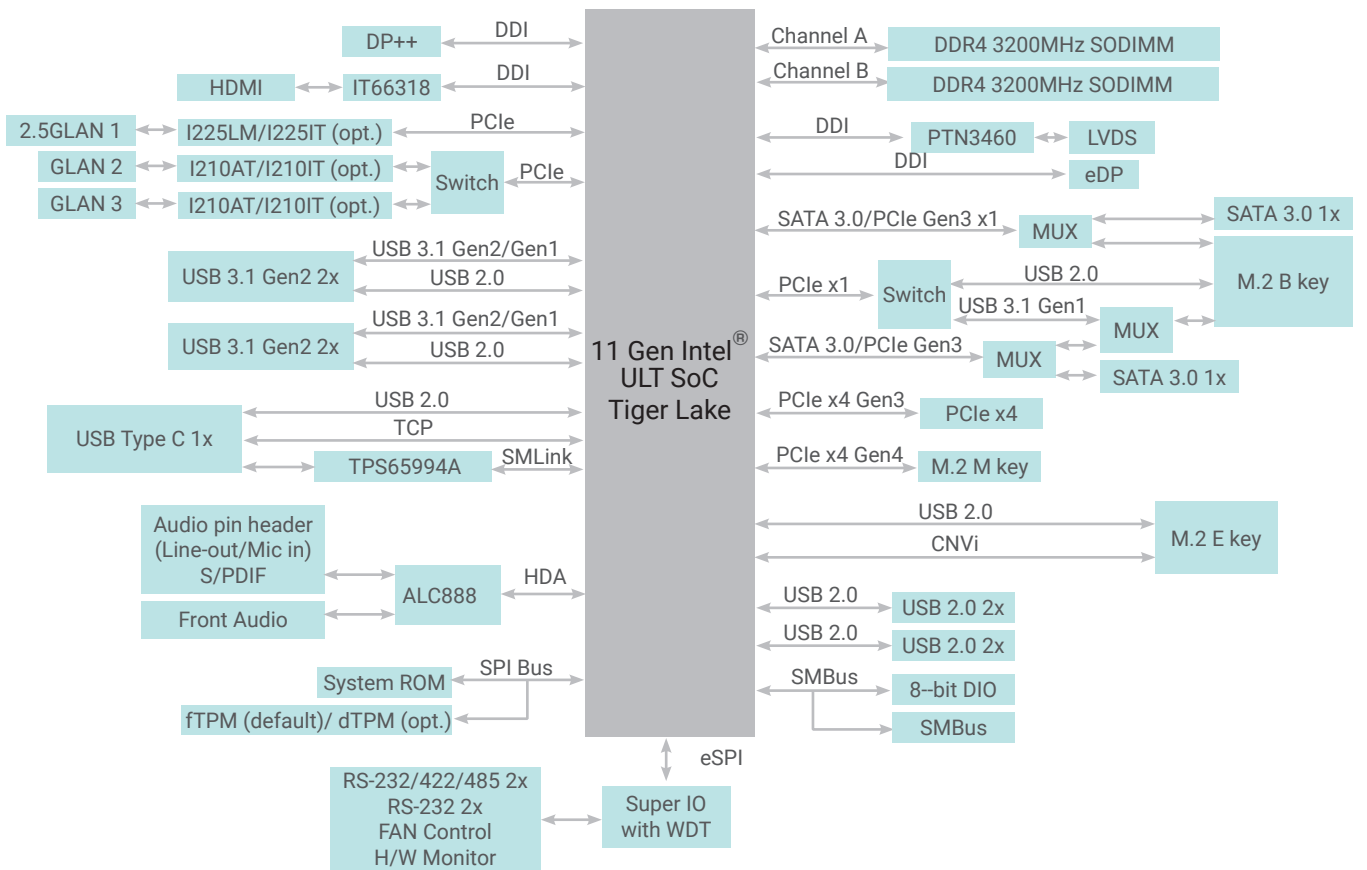 DP++
DDI
HDMI
IT66318
DDI
2.5GLAN 1
I225LM/I225IT (opt.)
PCIe
GLAN 2
I210AT/I210IT (opt.)
Switch
PCIe
GLAN 3
I210AT/I210IT (opt.)
USB 3.1 Gen2 2x
USB 3.1 Gen2/Gen1
USB 2.0
USB 3.1 Gen2 2x
USB 3.1 Gen2/Gen1
USB 2.0
USB Type C 1x
USB 2.0
TCP
TPS65994A
SMLink
Audio pin header
(Line-out/Mic in)
S/PDIF
Front Audio
ALC888
HDA
System ROM
SPI Bus
fTPM (default)/ dTPM (opt.)
11 Gen Intel®
ULT SoC
Tiger Lake
Channel A
DDR4 3200MHz SODIMM
Channel B
DDR4 3200MHz SODIMM
DDI
PTN3460
LVDS
DDI
eDP
SATA 3.0/PCIe Gen3 x1
MUX
SATA 3.0 1x
M.2 B key
PCIe x1
Switch
USB 2.0
USB 3.1 Gen1
MUX
SATA 3.0/PCIe Gen3
MUX
SATA 3.0 1x
PCIe x4 Gen3
PCIe x4
PCIe x4 Gen4
M.2 M key
USB 2.0
CNVi
M.2 E key
USB 2.0
USB 2.0 2x
USB 2.0
USB 2.0 2x
SMBus
8--bit DIO
SMBus
eSPI
RS-232/422/485 2x
RS-232 2x
FAN Control
H/W Monitor
Super IO
with WDT